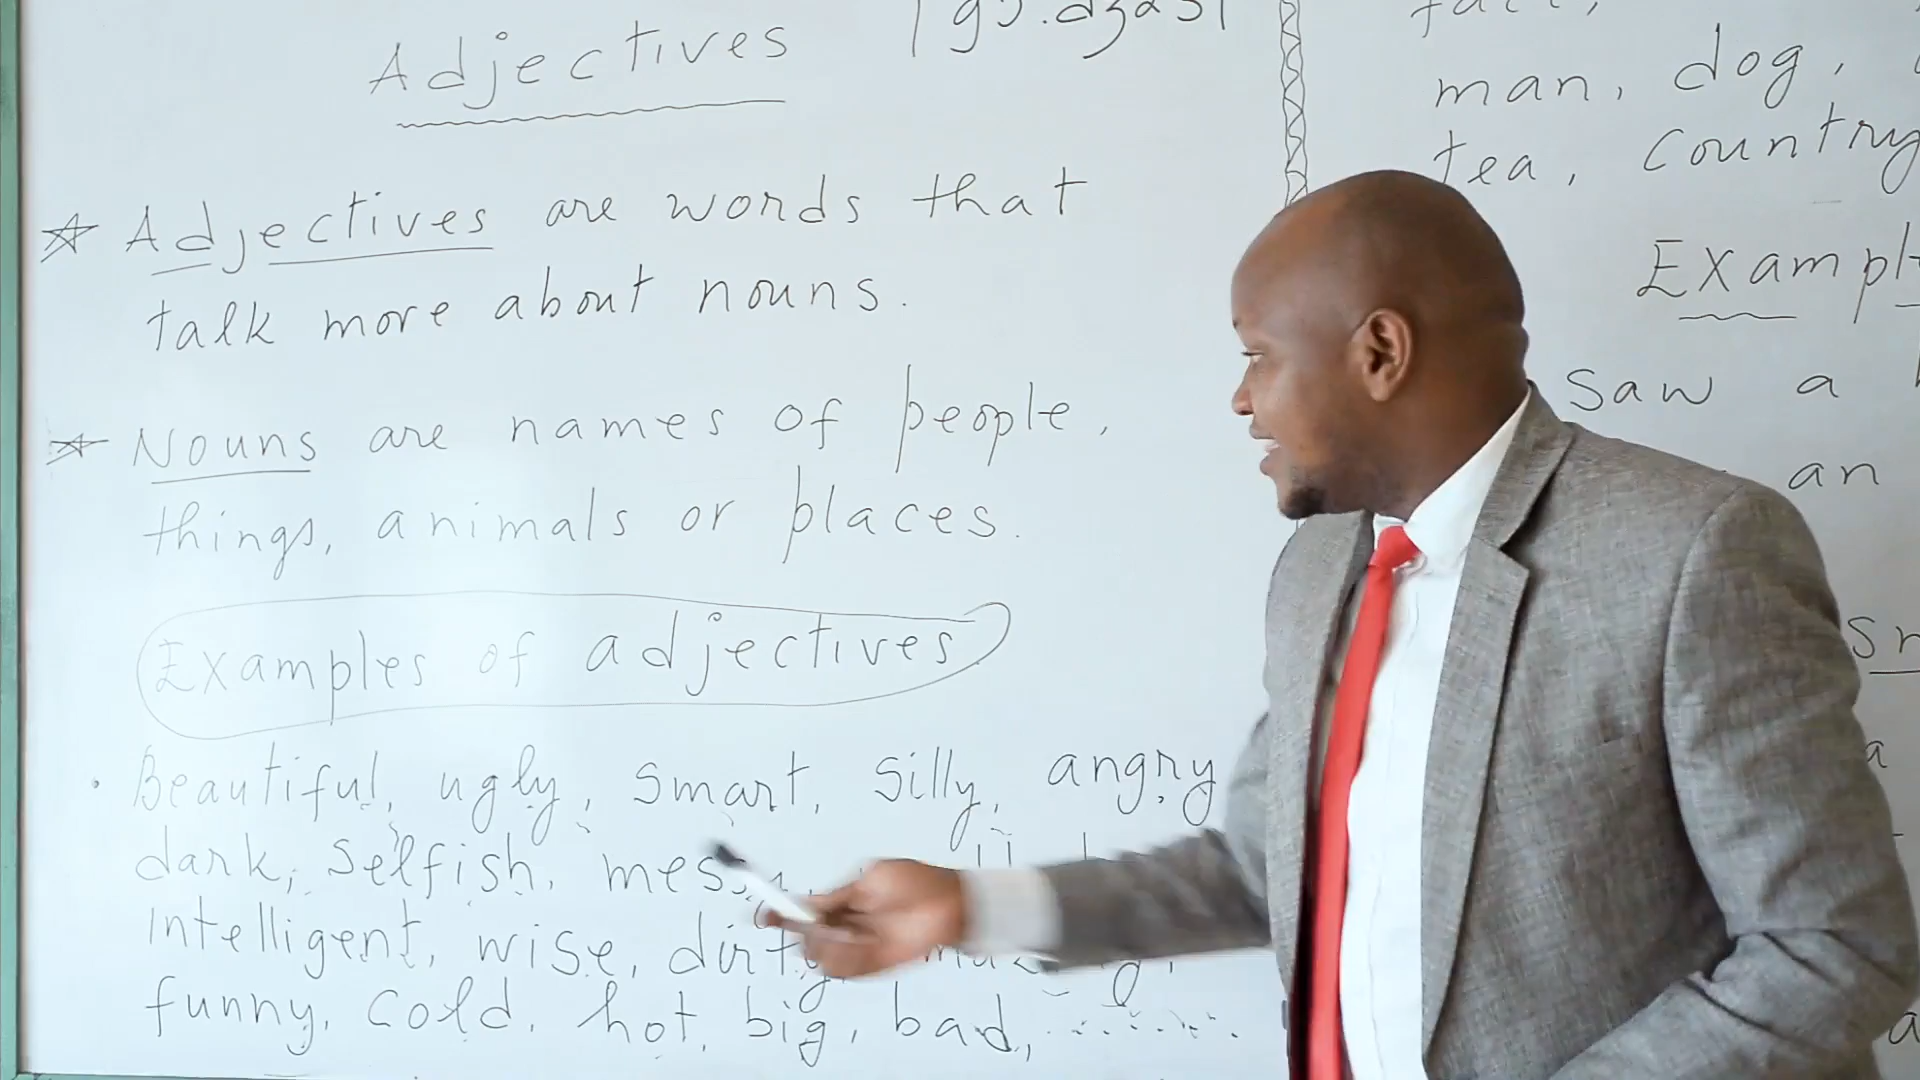 Adjectives
Adjectives are words that
talk more about nouns.
Nouns are names of people,
things, animals or places.
Examples of adjectives
• Beautiful, ugly, smart, silly, angry
dark, selfish,
intelligent, wise, dirty,
funny, cold, hot, big, bad, ..........
man, dog,
tea, country
saw a
an
a